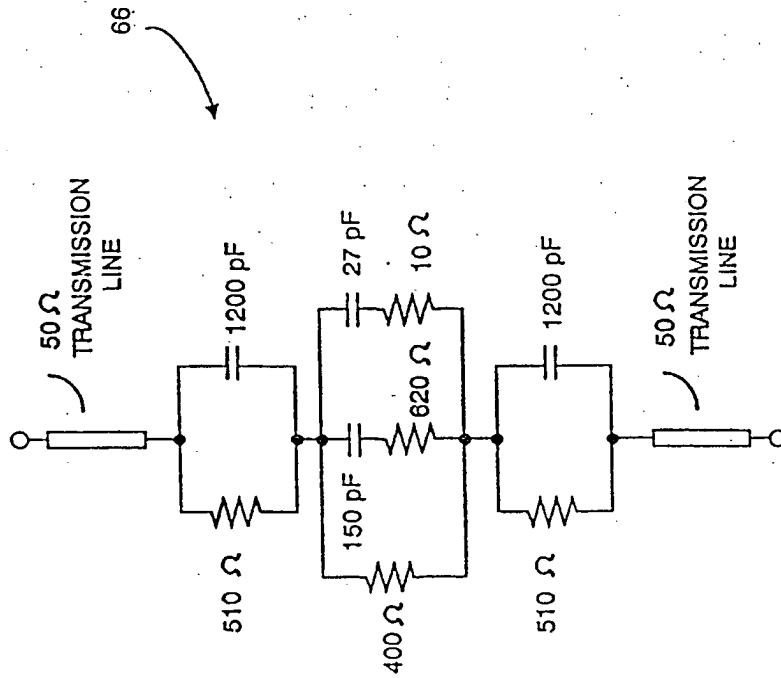 66
50 Ω
TRANSMISSION
LINE
510 Ω
1200 pF
400 Ω
150 pF
620 Ω
27 pF
10 Ω
510 Ω
1200 pF
50 Ω
TRANSMISSION
LINE